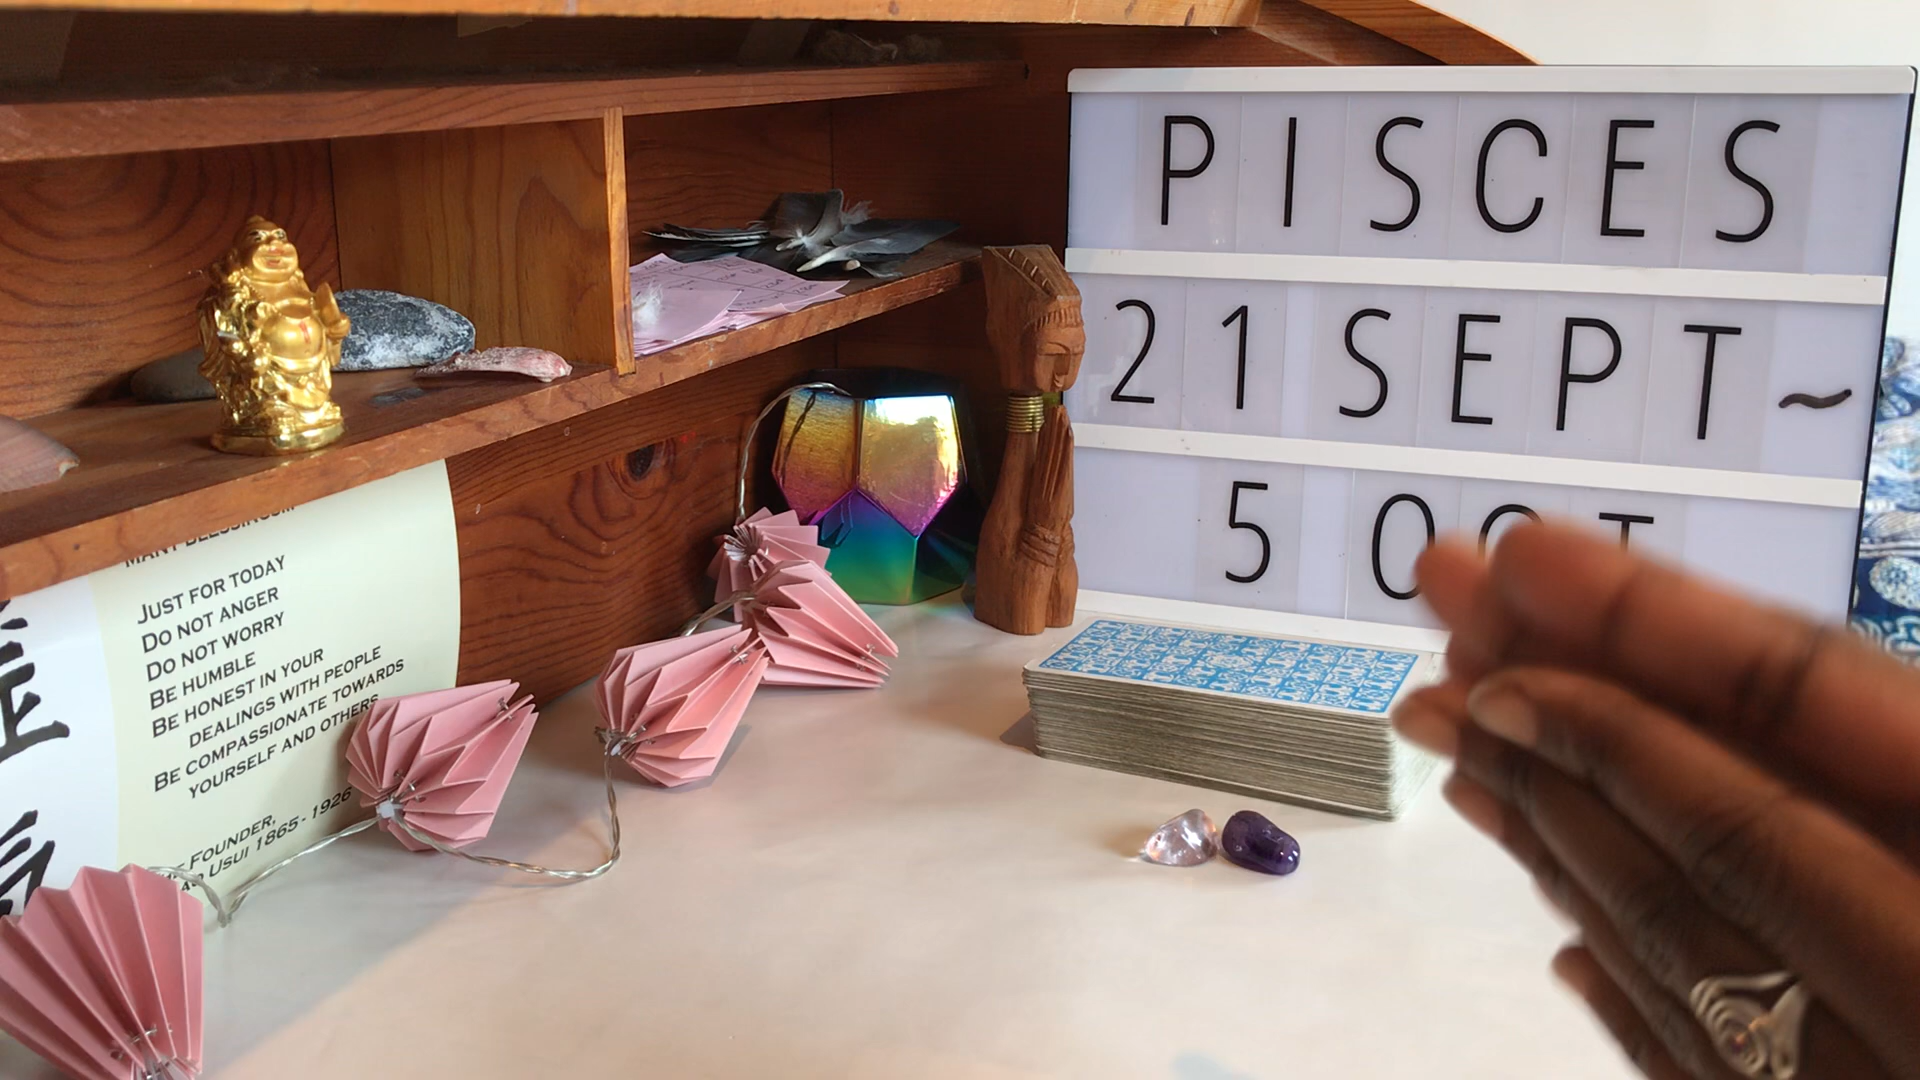 PISCES
21 SEPT~
5 OCT
MANY BLESSINGS
JUST FOR TODAY
DO NOT ANGER
DO NOT WORRY
BE HUMBLE
BE HONEST IN YOUR
DEALINGS WITH PEOPLE
BE COMPASSIONATE TOWARDS
YOURSELF AND OTHERS
FOUNDER,
USUI 1865-1926